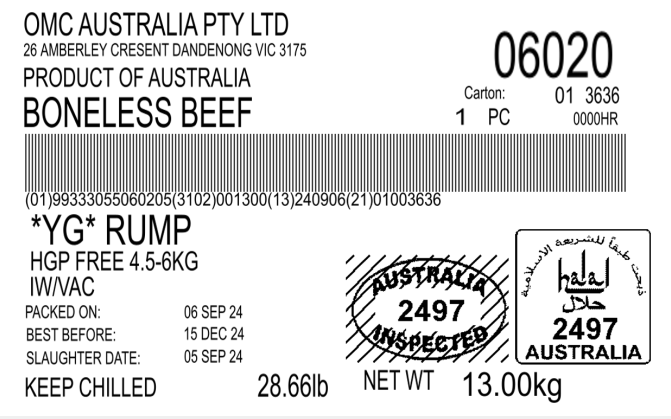 OMC AUSTRALIA PTY LTD
26 AMBERLEY CRESENT DANDENONG VIC 3175
PRODUCT OF AUSTRALIA
BONELESS BEEF
06020
Carton: 01 3636
1 PC 0000HR
(01)99333055060205(3102)001300(13)240906(21)01003636
*YG* RUMP
HGP FREE 4.5-6KG
IW/VAC
PACKED ON: 06 SEP 24
BEST BEFORE: 15 DEC 24
SLAUGHTER DATE: 05 SEP 24
KEEP CHILLED 28.66lb NET WT 13.00kg
AUSTRALIA
2497
INSPECTED
ذبحت طبقاً للشريعة الإسلامية
halal
حلال
2497
AUSTRALIA